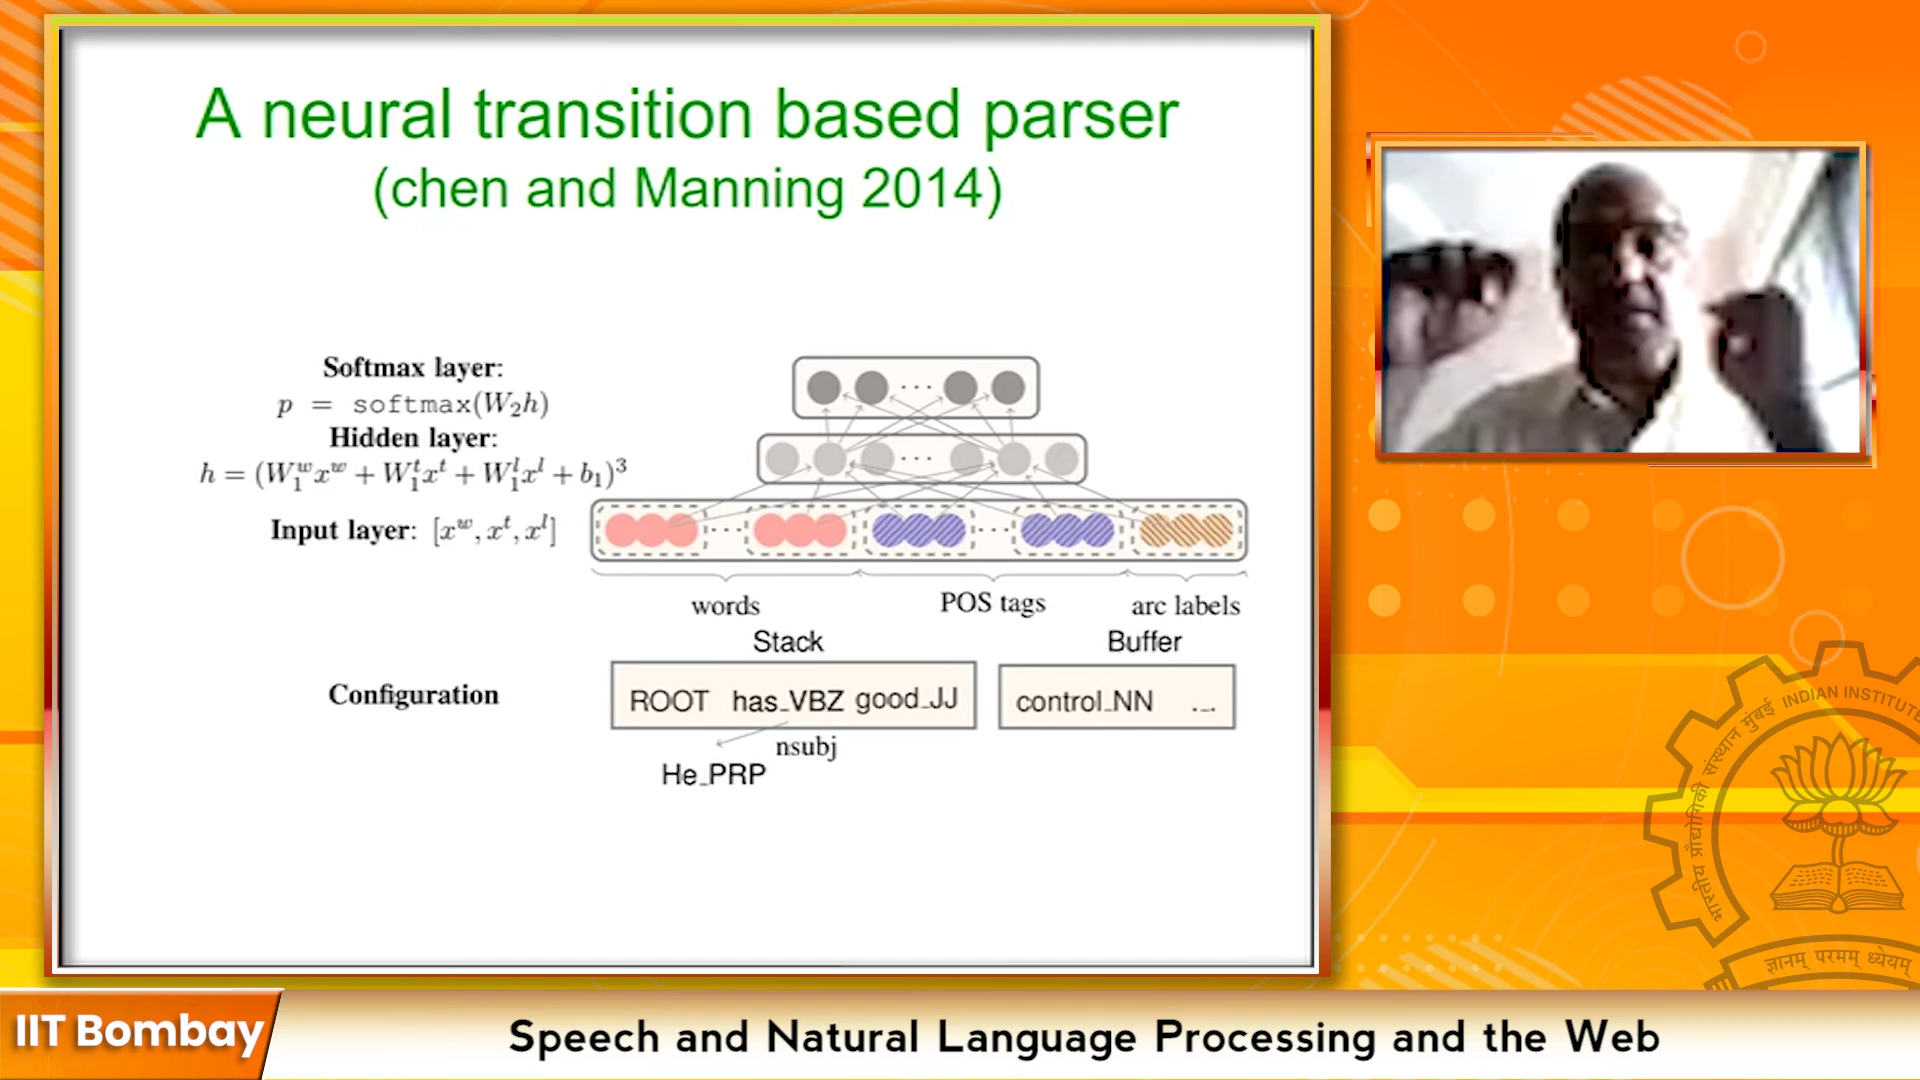 A neural transition based parser
(chen and Manning 2014)
Softmax layer:
p = softmax(W₂h)
Hidden layer:
h = (W₁ʷxʷ + W₁ᵗxᵗ + W₁ˡxˡ + b₁)³
Input layer: [xʷ, xᵗ, xˡ]
... ...
words POS tags arc labels
Stack Buffer
Configuration
ROOT has_VBZ good_JJ control_NN ._.
nsubj
He_PRP
भारतीय प्रौद्योगिकी संस्थान मुंबई INDIAN INSTITUTE
ज्ञानम् परमम् ध्येयम्
IIT Bombay
Speech and Natural Language Processing and the Web